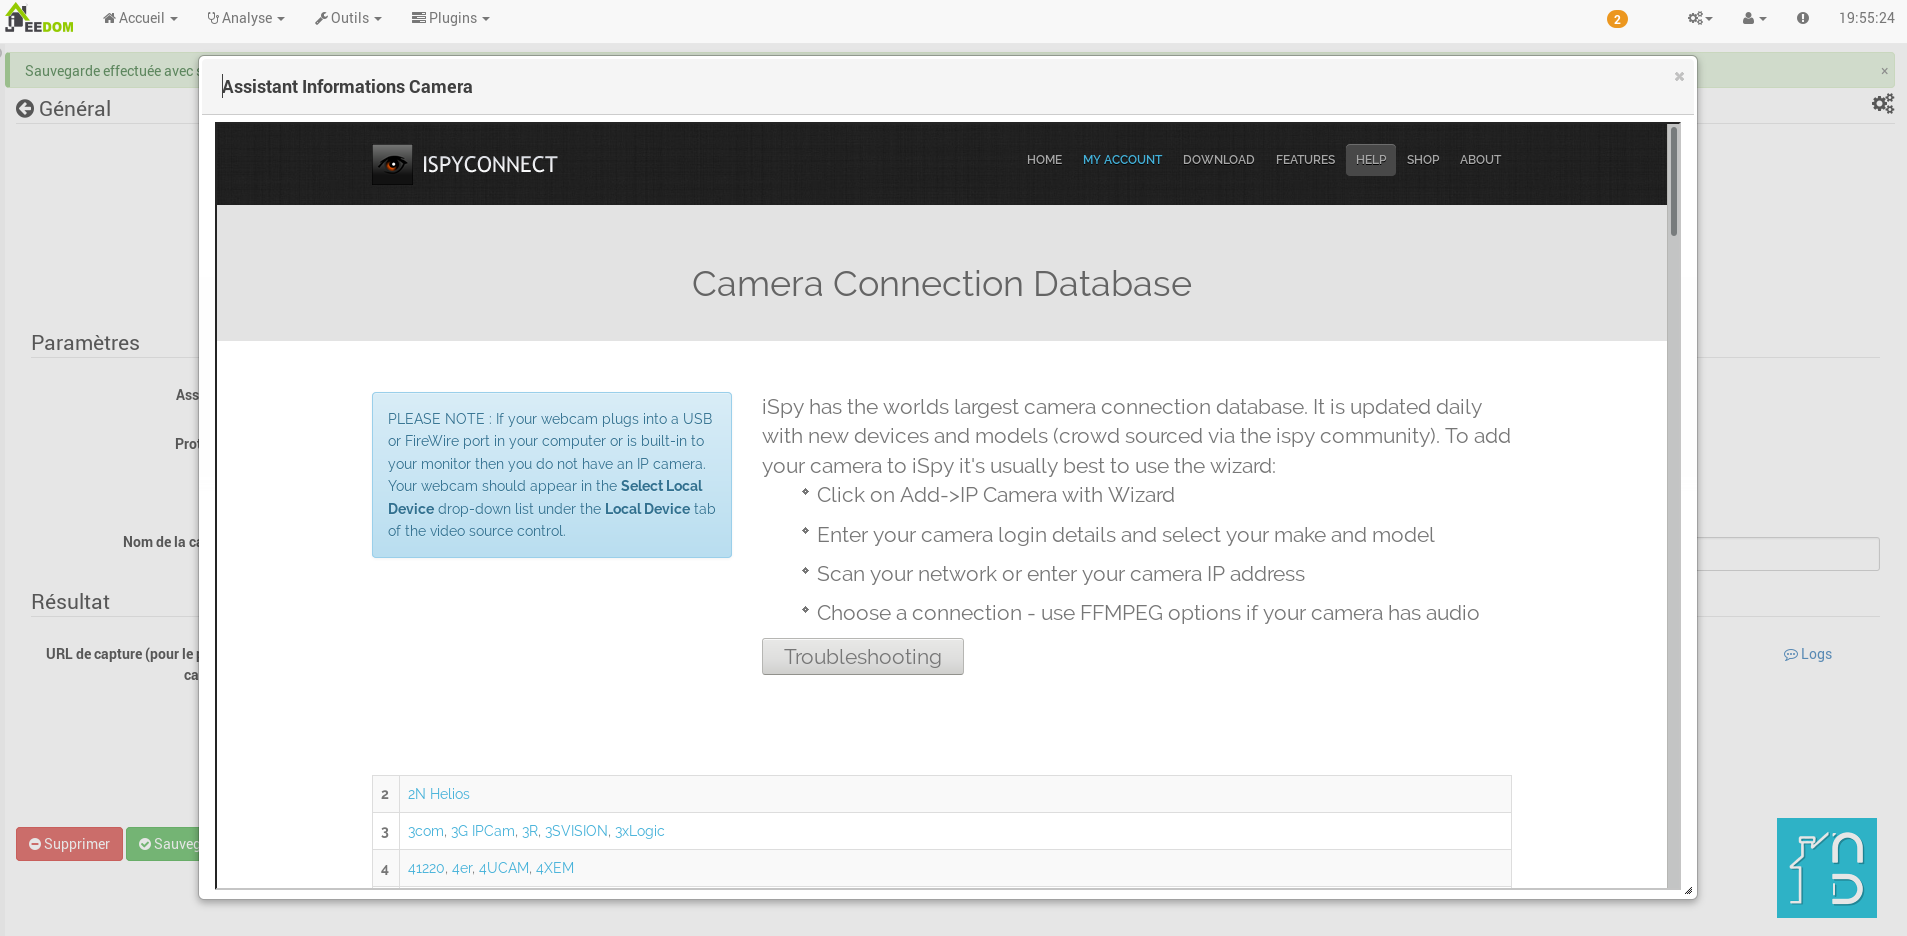 EEDOM
Accueil
Analyse
Outils
Plugins
2
19:55:24
Sauvegarde effectuée avec
Assistant Informations Camera
Général
ISPYCONNECT
HOME
MY ACCOUNT
DOWNLOAD
FEATURES
HELP
SHOP
ABOUT
Camera Connection Database
Paramètres
Nom de la
Résultat
URL de capture (pour le
PLEASE NOTE : If your webcam plugs into a USB
or FireWire port in your computer or is built-in to
your monitor then you do not have an IP camera.
Your webcam should appear in the Select Local
Device drop-down list under the Local Device tab
of the video source control.
iSpy has the worlds largest camera connection database. It is updated daily
with new devices and models (crowd sourced via the ispy community). To add
your camera to iSpy it's usually best to use the wizard:
Click on Add->IP Camera with Wizard
Enter your camera login details and select your make and model
Scan your network or enter your camera IP address
Choose a connection - use FFMPEG options if your camera has audio
Troubleshooting
Logs
2 2N Helios
3 3com, 3G IPCam, 3R, 3SVISION, 3xLogic
4 41220, 4er, 4UCAM, 4XEM
Supprimer